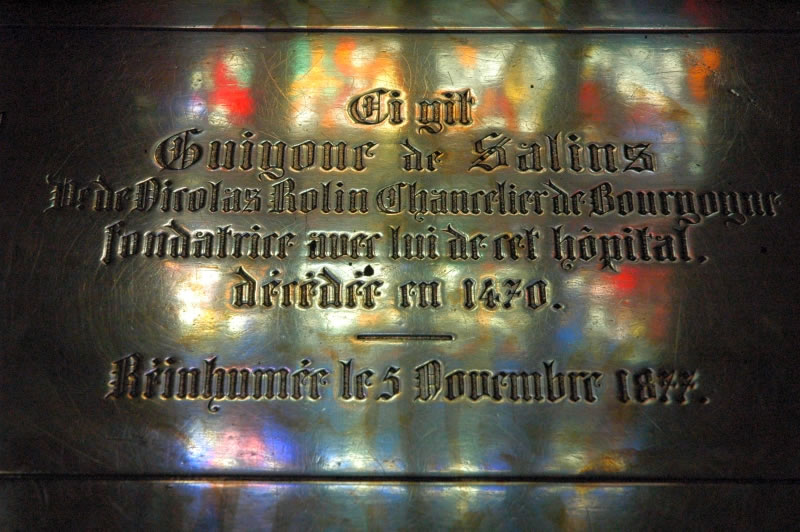 Ci gît
Guigone de Salins
Vve de Nicolas Rolin Chancelier de Bourgogne
fondatrice avec lui de cet hôpital.
décédée en 1470.
Réinhumée le 5 Novembre 1877.